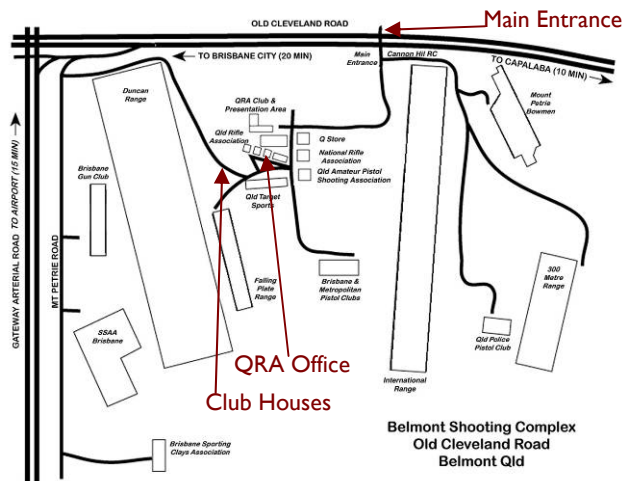 Main Entrance
OLD CLEVELAND ROAD
TO BRISBANE CITY (20 MIN)
Main
Entrance
Cannon Hill RC
TO CAPALABA (10 MIN)
Duncan
Range
QRA Club &
Presentation Area
Mount
Petrie
Bowmen
Qld Rifle
Association
Q Store
National Rifle
Association
Qld Amateur Pistol
Shooting Association
Brisbane
Gun Club
Qld Target
Sports
GATEWAY ARTERIAL ROAD TO AIRPORT (15 MIN)
MT PETRIE ROAD
Falling
Plate
Range
Brisbane &
Metropolitan
Pistol Clubs
300
Metre
Range
SSAA
Brisbane
Qld Police
Pistol Club
QRA Office
International
Range
Club Houses
Brisbane Sporting
Clays Association
Belmont Shooting Complex
Old Cleveland Road
Belmont Qld